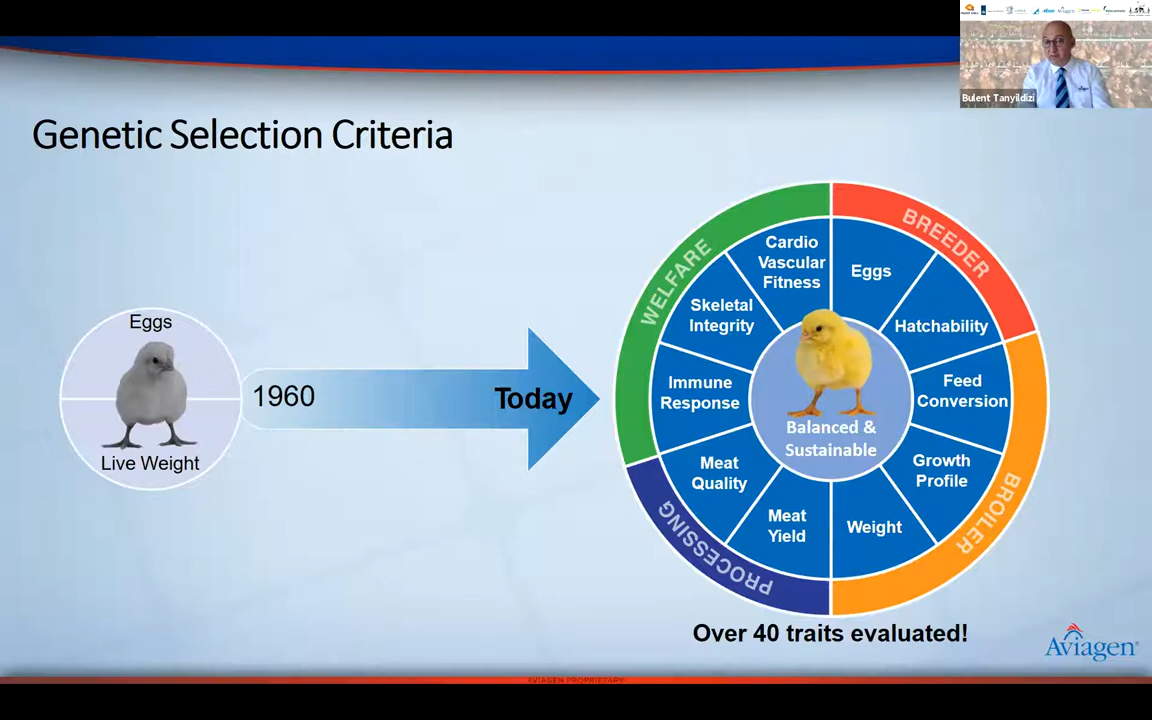 Bulent Tanyildizi
Genetic Selection Criteria
Eggs
Live Weight
1960
Today
WELFARE
BREEDER
BROILER
PROCESSING
Cardio
Vascular
Fitness
Eggs
Hatchability
Feed
Conversion
Growth
Profile
Weight
Meat
Yield
Meat
Quality
Immune
Response
Skeletal
Integrity
Balanced &
Sustainable
Over 40 traits evaluated!
Aviagen
AVIAGEN PROPRIETARY